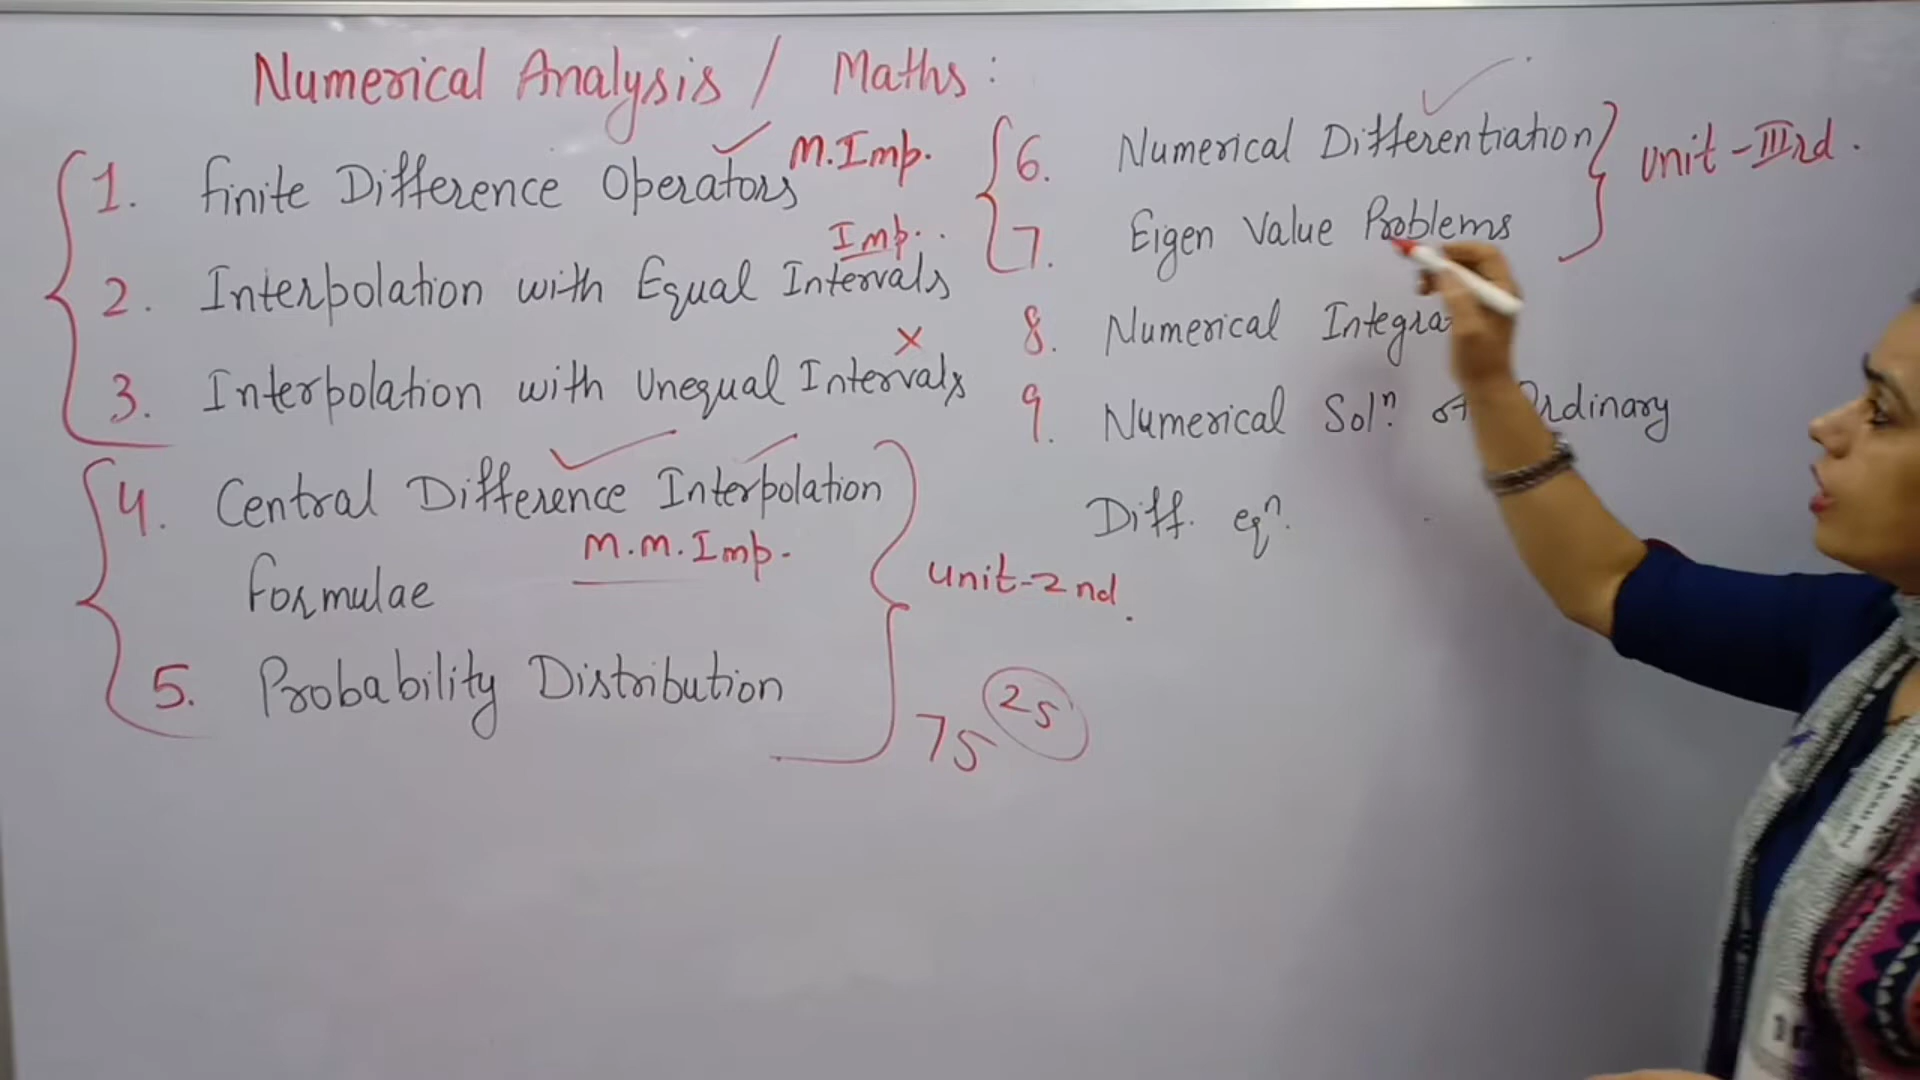 Numerical Analysis / Maths :
1. finite Difference Operators M.Imp.
Imp..
2. Interpolation with Equal Intervals
3. Interpolation with Unequal Intervals
4. Central Difference Interpolation
formulae M.M.Imp.
5. Probability Distribution
unit-2nd.
75 25
6. Numerical Differentiation
7. Eigen Value Problems
unit-IIIrd.
8. Numerical Integra
9. Numerical Solⁿ. of Ordinary
Diff. eqⁿ.